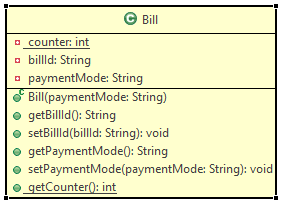 C Bill
counter: int
billId: String
paymentMode: String
C Bill(paymentMode: String)
getBillId(): String
setBillId(billId: String): void
getPaymentMode(): String
setPaymentMode(paymentMode: String): void
getCounter(): int